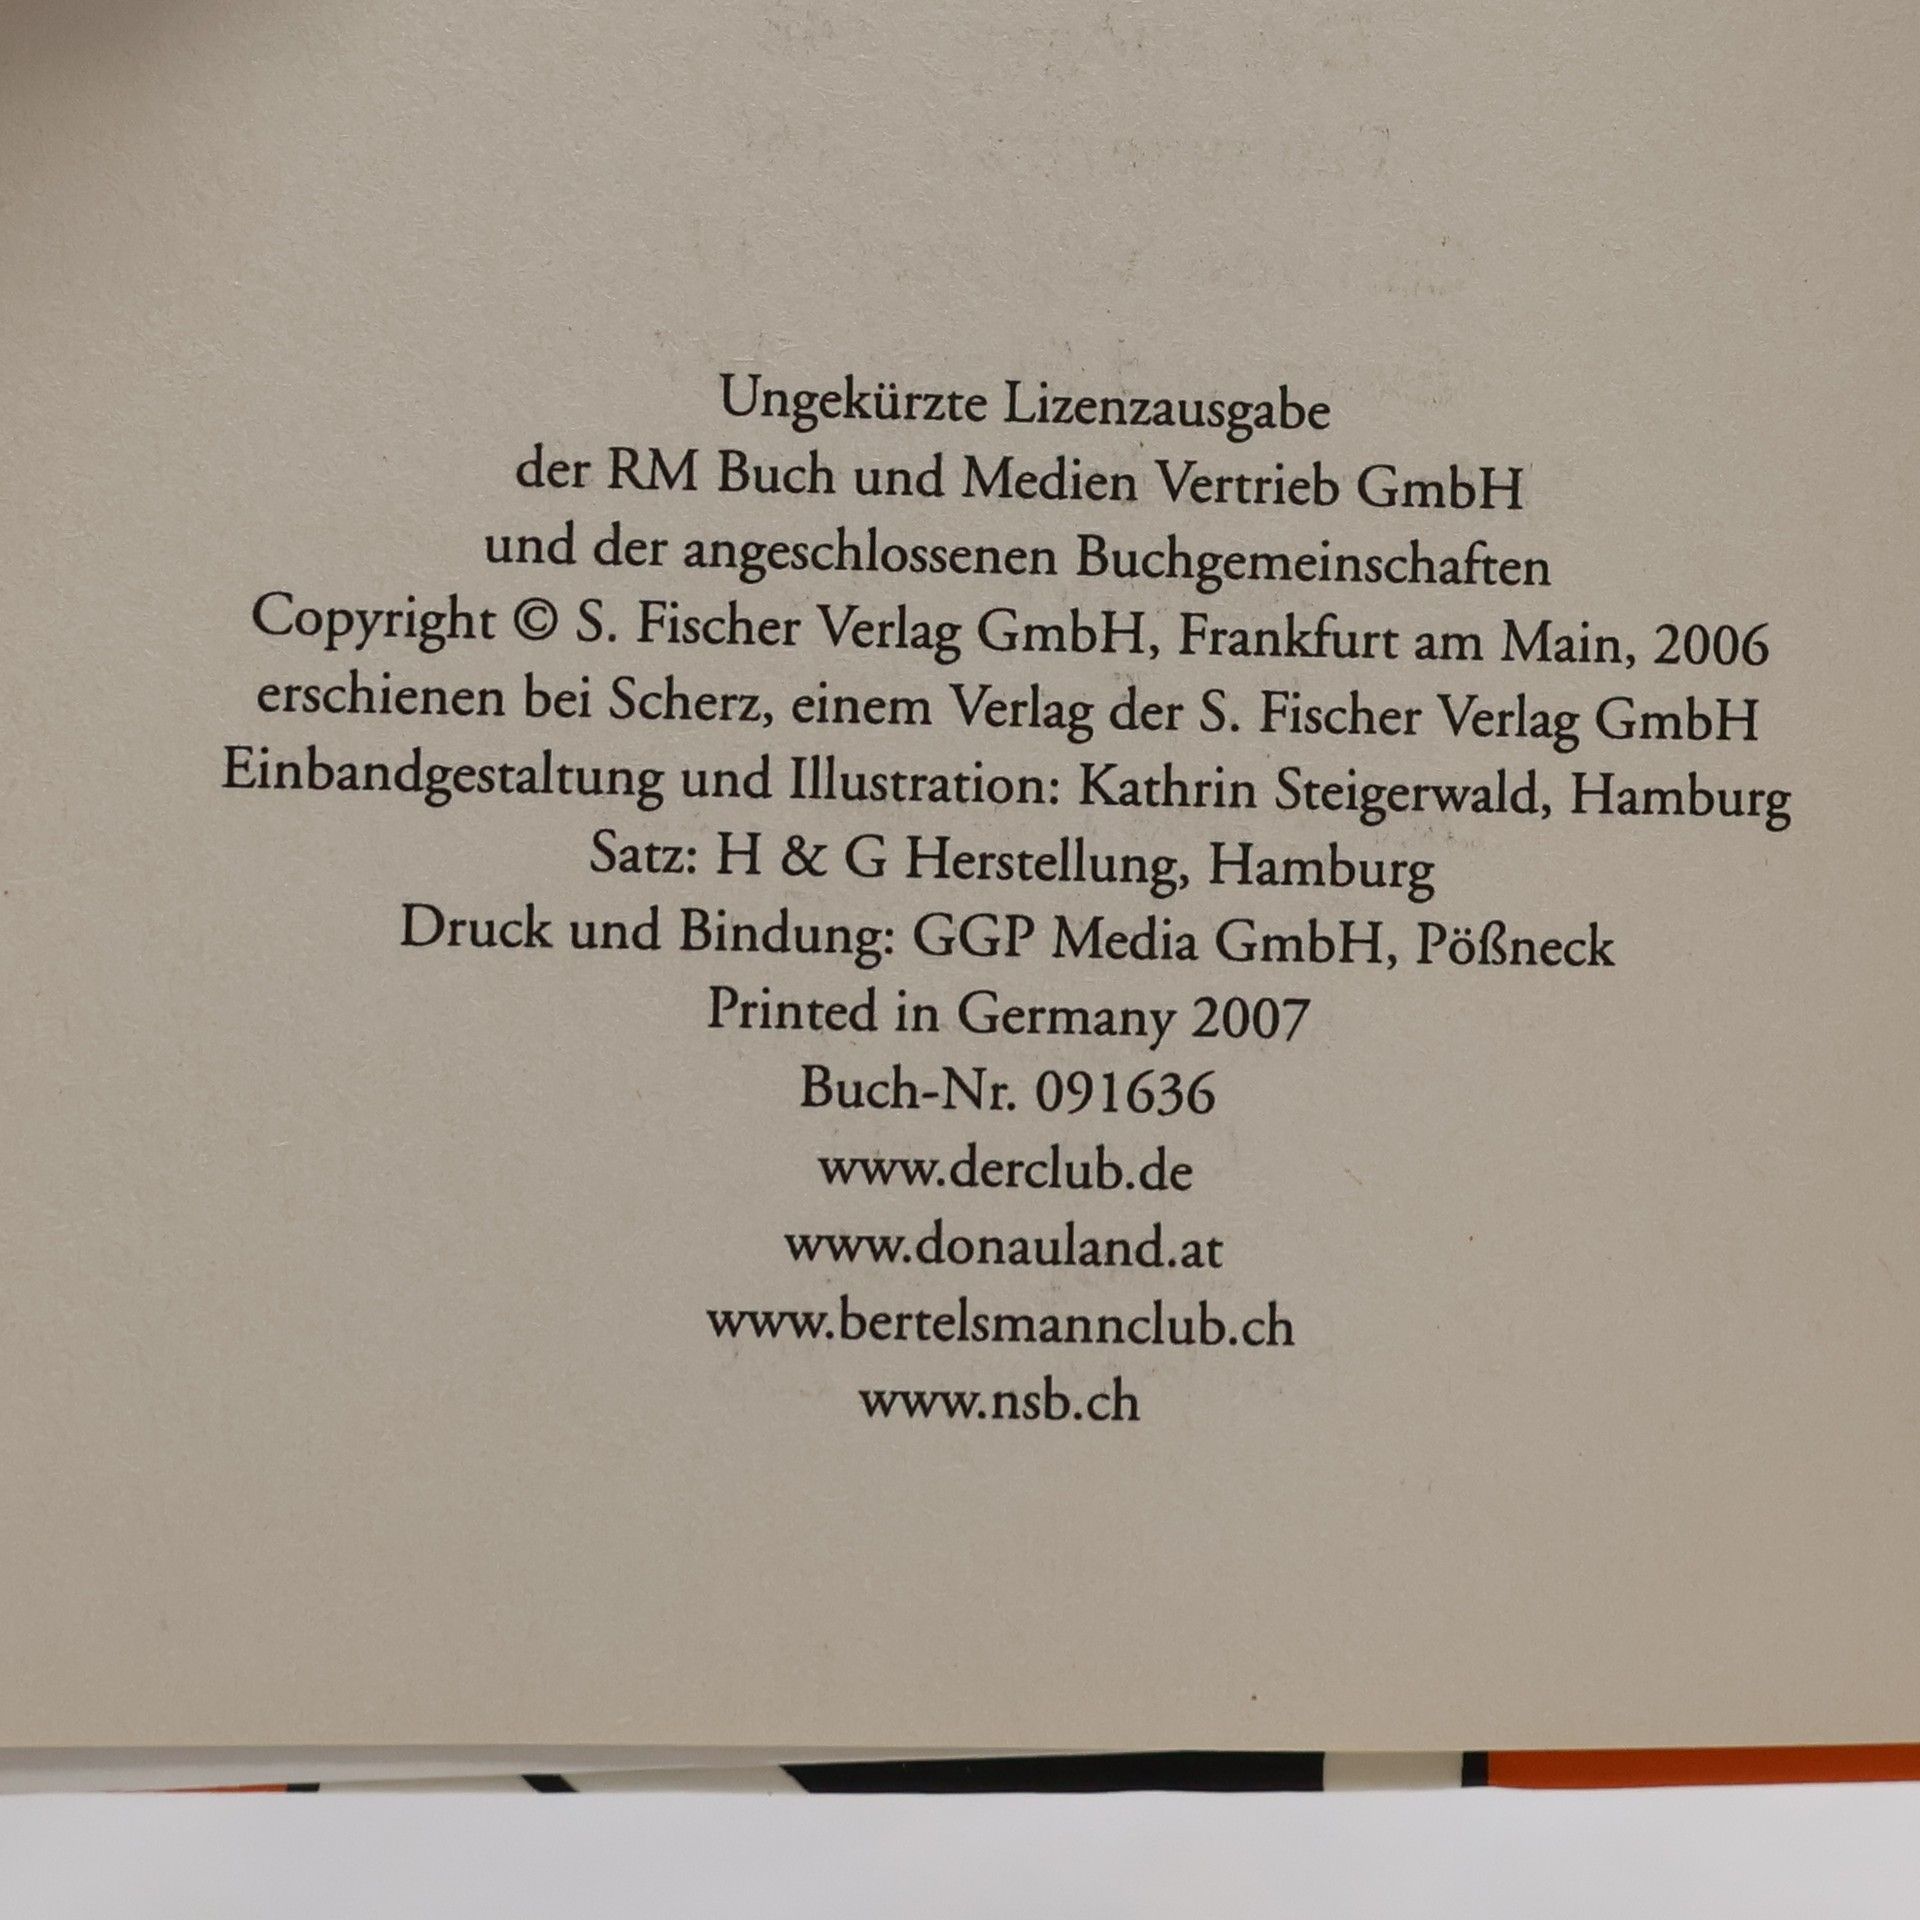 Ungekürzte Lizenzausgabe
der RM Buch und Medien Vertrieb GmbH
und der angeschlossenen Buchgemeinschaften
Copyright © S. Fischer Verlag GmbH, Frankfurt am Main, 2006
erschienen bei Scherz, einem Verlag der S. Fischer Verlag GmbH
Einbandgestaltung und Illustration: Kathrin Steigerwald, Hamburg
Satz: H & G Herstellung, Hamburg
Druck und Bindung: GGP Media GmbH, Pößneck
Printed in Germany 2007
Buch-Nr. 091636
www.derclub.de
www.donauland.at
www.bertelsmannclub.ch
www.nsb.ch